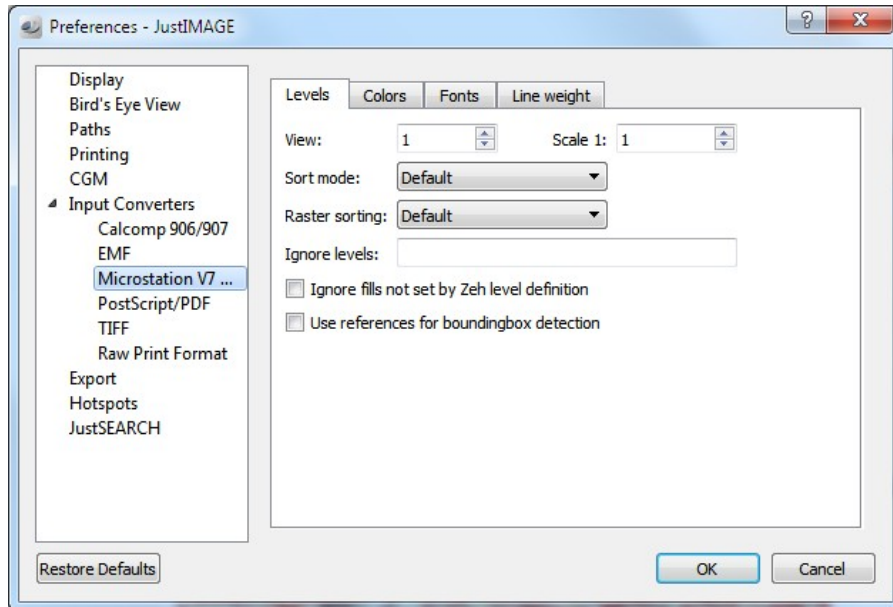 Preferences - JustIMAGE
Display
Bird's Eye View
Paths
Printing
CGM
Input Converters
Calcomp 906/907
EMF
Microstation V7 ...
PostScript/PDF
TIFF
Raw Print Format
Export
Hotspots
JustSEARCH
Levels Colors Fonts Line weight
View: 1 Scale 1: 1
Sort mode: Default
Raster sorting: Default
Ignore levels:
Ignore fills not set by Zeh level definition
Use references for boundingbox detection
Restore Defaults OK Cancel